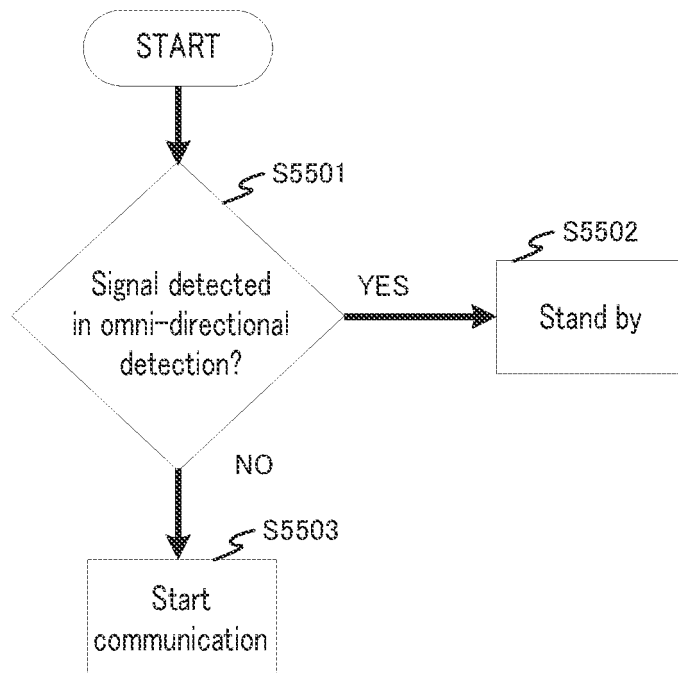 START
S5501
Signal detected
in omni-directional
detection?
YES
S5502
Stand by
NO
S5503
Start
communication